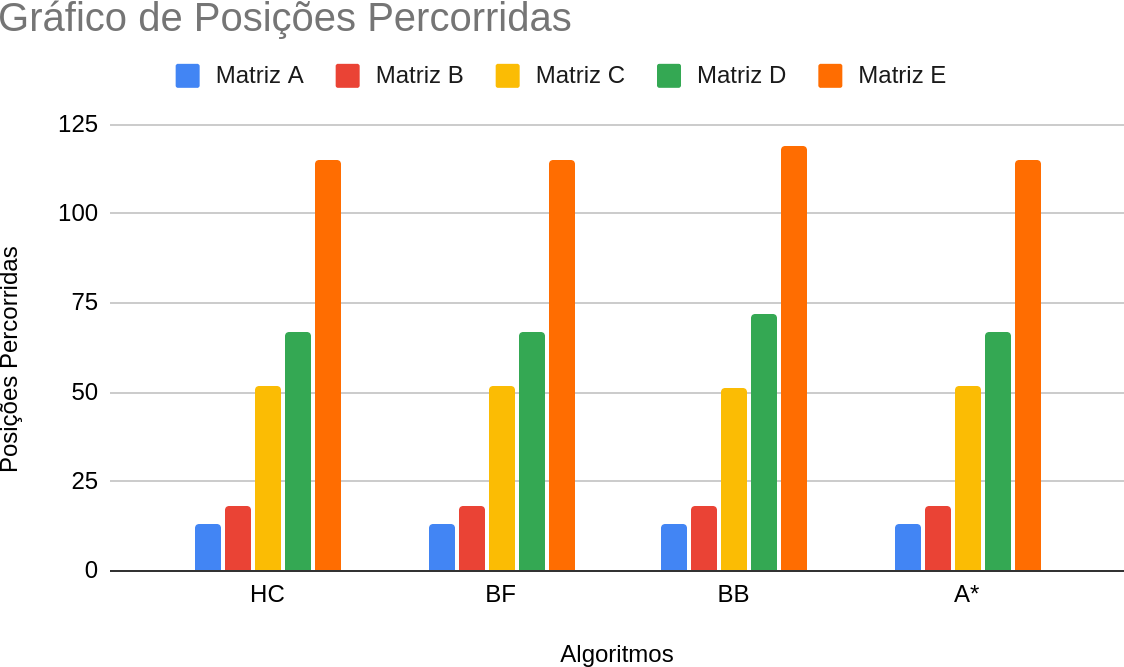 Gráfico de Posições Percorridas
Matriz A Matriz B Matriz C Matriz D Matriz E
Posições Percorridas
125
100
75
50
25
0
HC BF BB A*
Algoritmos